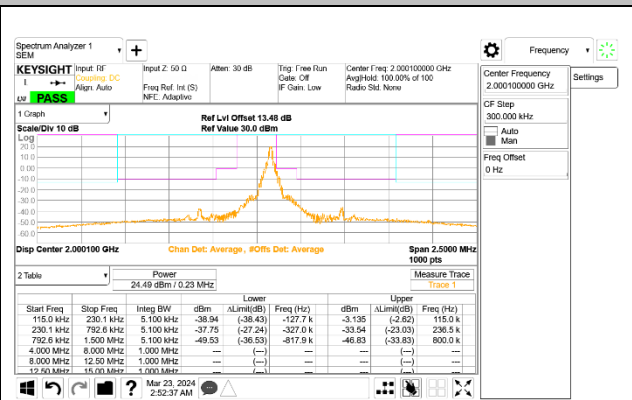 Spectrum Analyzer 1
SEM
Frequency
KEYSIGHT
Input: RF
Coupling: DC
Align: Auto
Input Z: 50 Ω
Freq Ref: Int (S)
NFE: Adaptive
Atten: 30 dB
Trig: Free Run
Gate: Off
IF Gain: Low
Center Freq: 2.000100000 GHz
Avg|Hold: 100.00% of 100
Radio Std: None
PASS
Center Frequency
2.000100000 GHz
Settings
CF Step
300.000 kHz
Auto
Man
Freq Offset
0 Hz
1 Graph
Scale/Div 10 dB
Ref Lvl Offset 13.48 dB
Ref Value 30.0 dBm
Log
20.0
10.0
0.00
-10.0
-20.0
-30.0
-40.0
-50.0
-60.0
Disp Center 2.000100 GHz
Chan Det: Average, #Offs Det: Average
Span 2.5000 MHz
1000 pts
2 Table
Power
24.49 dBm / 0.23 MHz
Measure Trace
Trace 1
Lower Upper
Start Freq Stop Freq Integ BW dBm ΔLimit(dB) Freq (Hz) dBm ΔLimit(dB) Freq (Hz)
115.0 kHz 230.1 kHz 5.100 kHz -38.94 (-38.43) -127.7 k -3.135 (-2.62) 115.0 k
230.1 kHz 792.6 kHz 5.100 kHz -37.75 (-27.24) -327.0 k -33.54 (-23.03) 236.5 k
792.6 kHz 1.500 MHz 5.100 kHz -49.53 (-36.53) -817.9 k -46.83 (-33.83) 800.0 k
4.000 MHz 8.000 MHz 1.000 MHz --- (---) --- --- (---) ---
8.000 MHz 12.50 MHz 1.000 MHz --- (---) --- --- (---) ---
12.50 MHz 15.00 MHz 1.000 MHz --- (---) --- --- (---) ---
Mar 23, 2024
2:52:37 AM